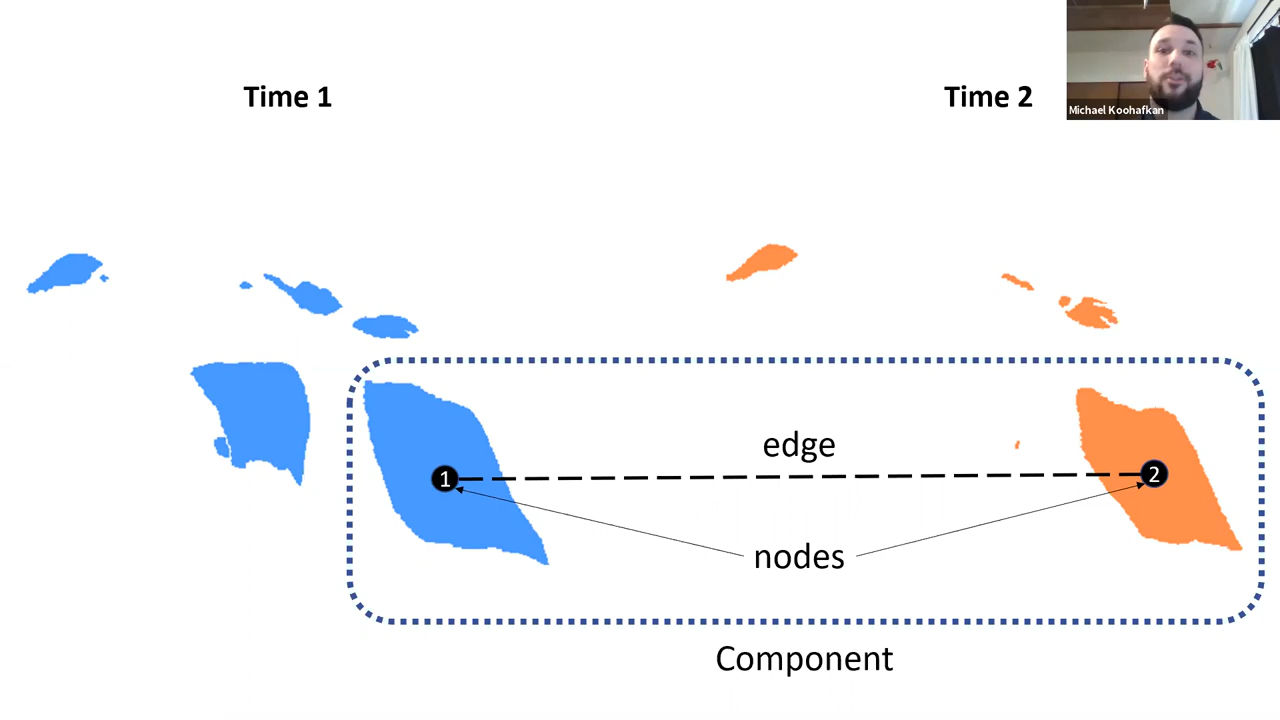 Time 1
Time 2
Michael Koohafkan
edge
1
2
nodes
Component